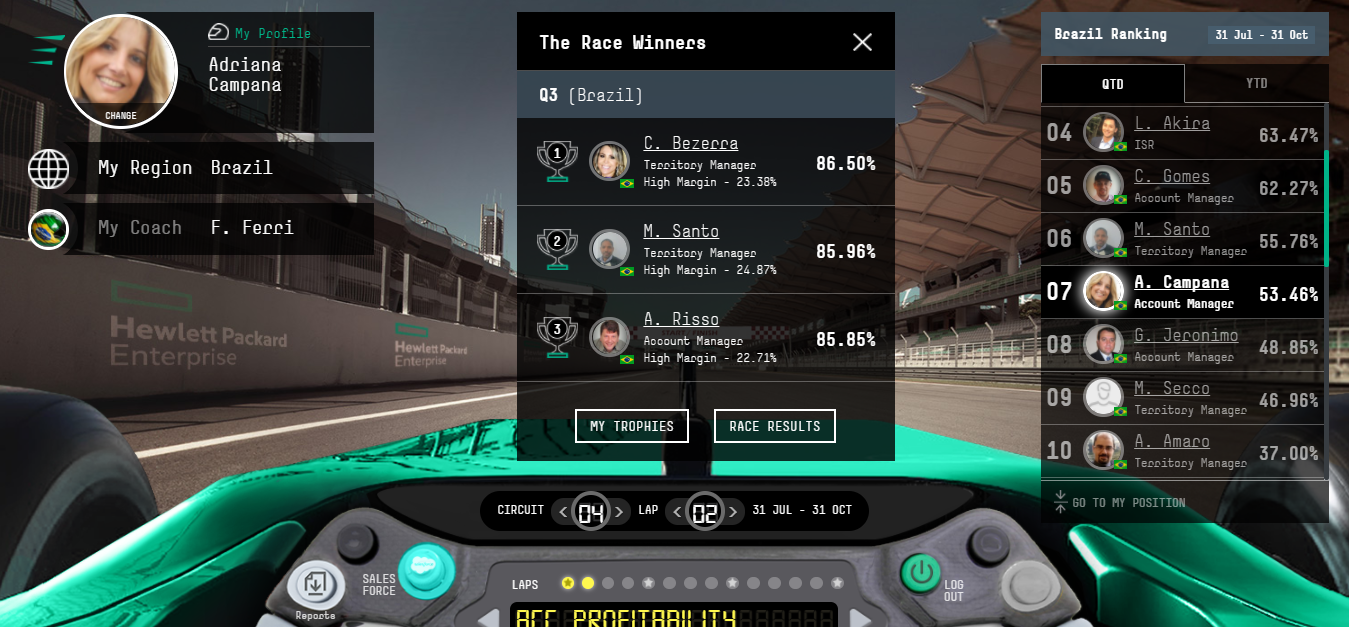 My Profile
Adriana
Campana
CHANGE
My Region Brazil
My Coach F. Ferri
Hewlett Packard
Enterprise
Hewlett Packard
Enterprise
The Race Winners
Q3 (Brazil)
1
C. Bezerra
Territory Manager
High Margin - 23.38%
86.50%
2
M. Santo
Territory Manager
High Margin - 24.87%
85.96%
3
A. Risso
Account Manager
High Margin - 22.71%
85.85%
MY TROPHIES
RACE RESULTS
Brazil Ranking
31 Jul - 31 Oct
QTD
YTD
04 L. Akira 63.47%
ISR
05 C. Gomes 62.27%
Account Manager
06 M. Santo 55.76%
Territory Manager
07 A. Campana 53.46%
Account Manager
08 G. Jeronimo 48.85%
Account Manager
09 M. Secco 46.96%
Territory Manager
10 A. Amaro 37.00%
Territory Manager
GO TO MY POSITION
CIRCUIT < 04 > LAP < 02 > 31 JUL - 31 OCT
Reports
SALES
FORCE
salesforce
LAPS
ACC PROFITABILITY
LOG
OUT